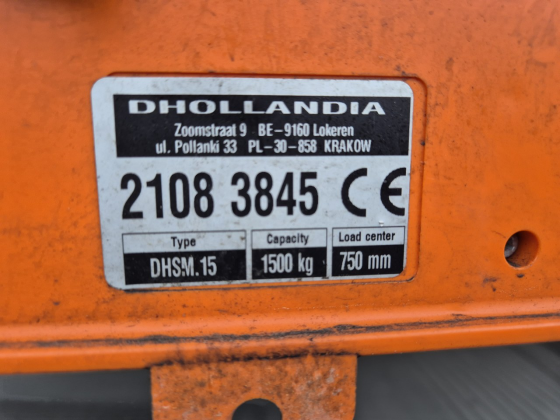 DHOLLANDIA
Zoomstraat 9 BE-9160 Lokeren
ul. Pollanki 33 PL-30-858 KRAKOW
2108 3845 CE
Type Capacity Load center
DHSM.15 1500 kg 750 mm